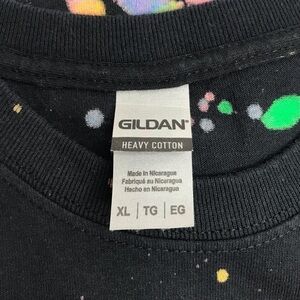 GILDAN
HEAVY COTTON
Made in Nicaragua
Fabriqué au Nicaragua
Hecho en Nicaragua
XL | TG | EG